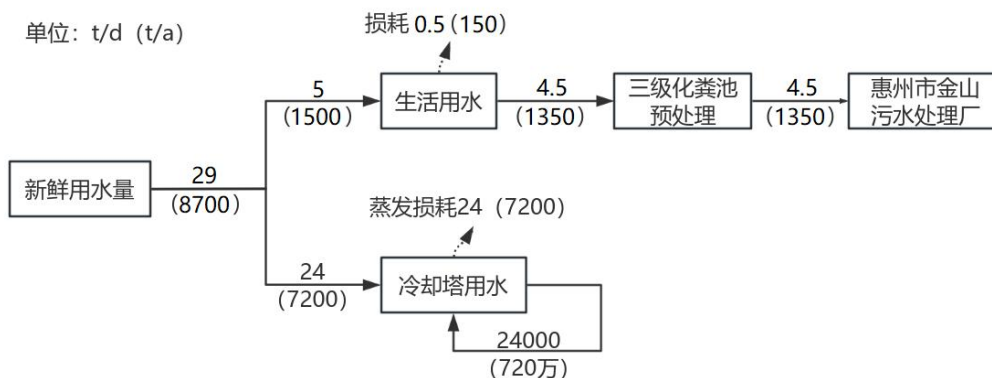 单位：t/d（t/a）
损耗 0.5（150）
5
(1500)
生活用水
4.5
(1350)
三级化粪池
预处理
4.5
(1350)
惠州市金山
污水处理厂
新鲜用水量
29
（8700）
蒸发损耗24（7200）
24
(7200)
冷却塔用水
24000
(720万)